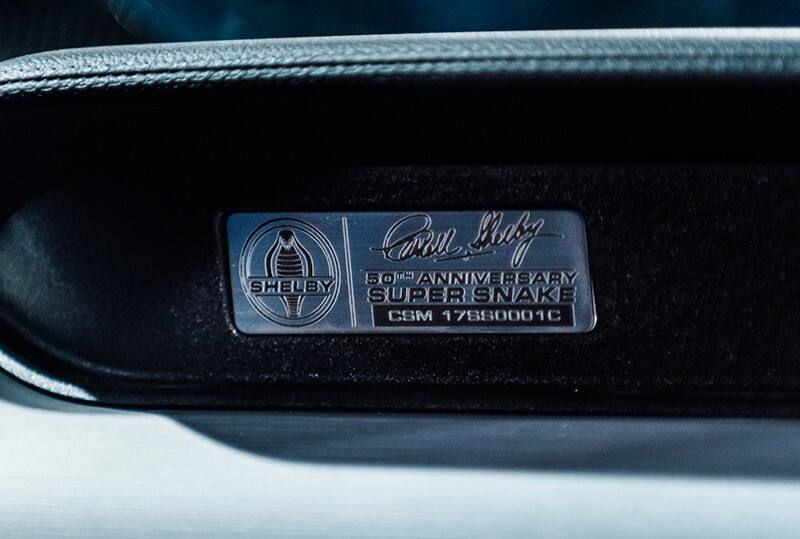 SHELBY
Carroll Shelby
50TH ANNIVERSARY
SUPER SNAKE
CSM 17SS0001C